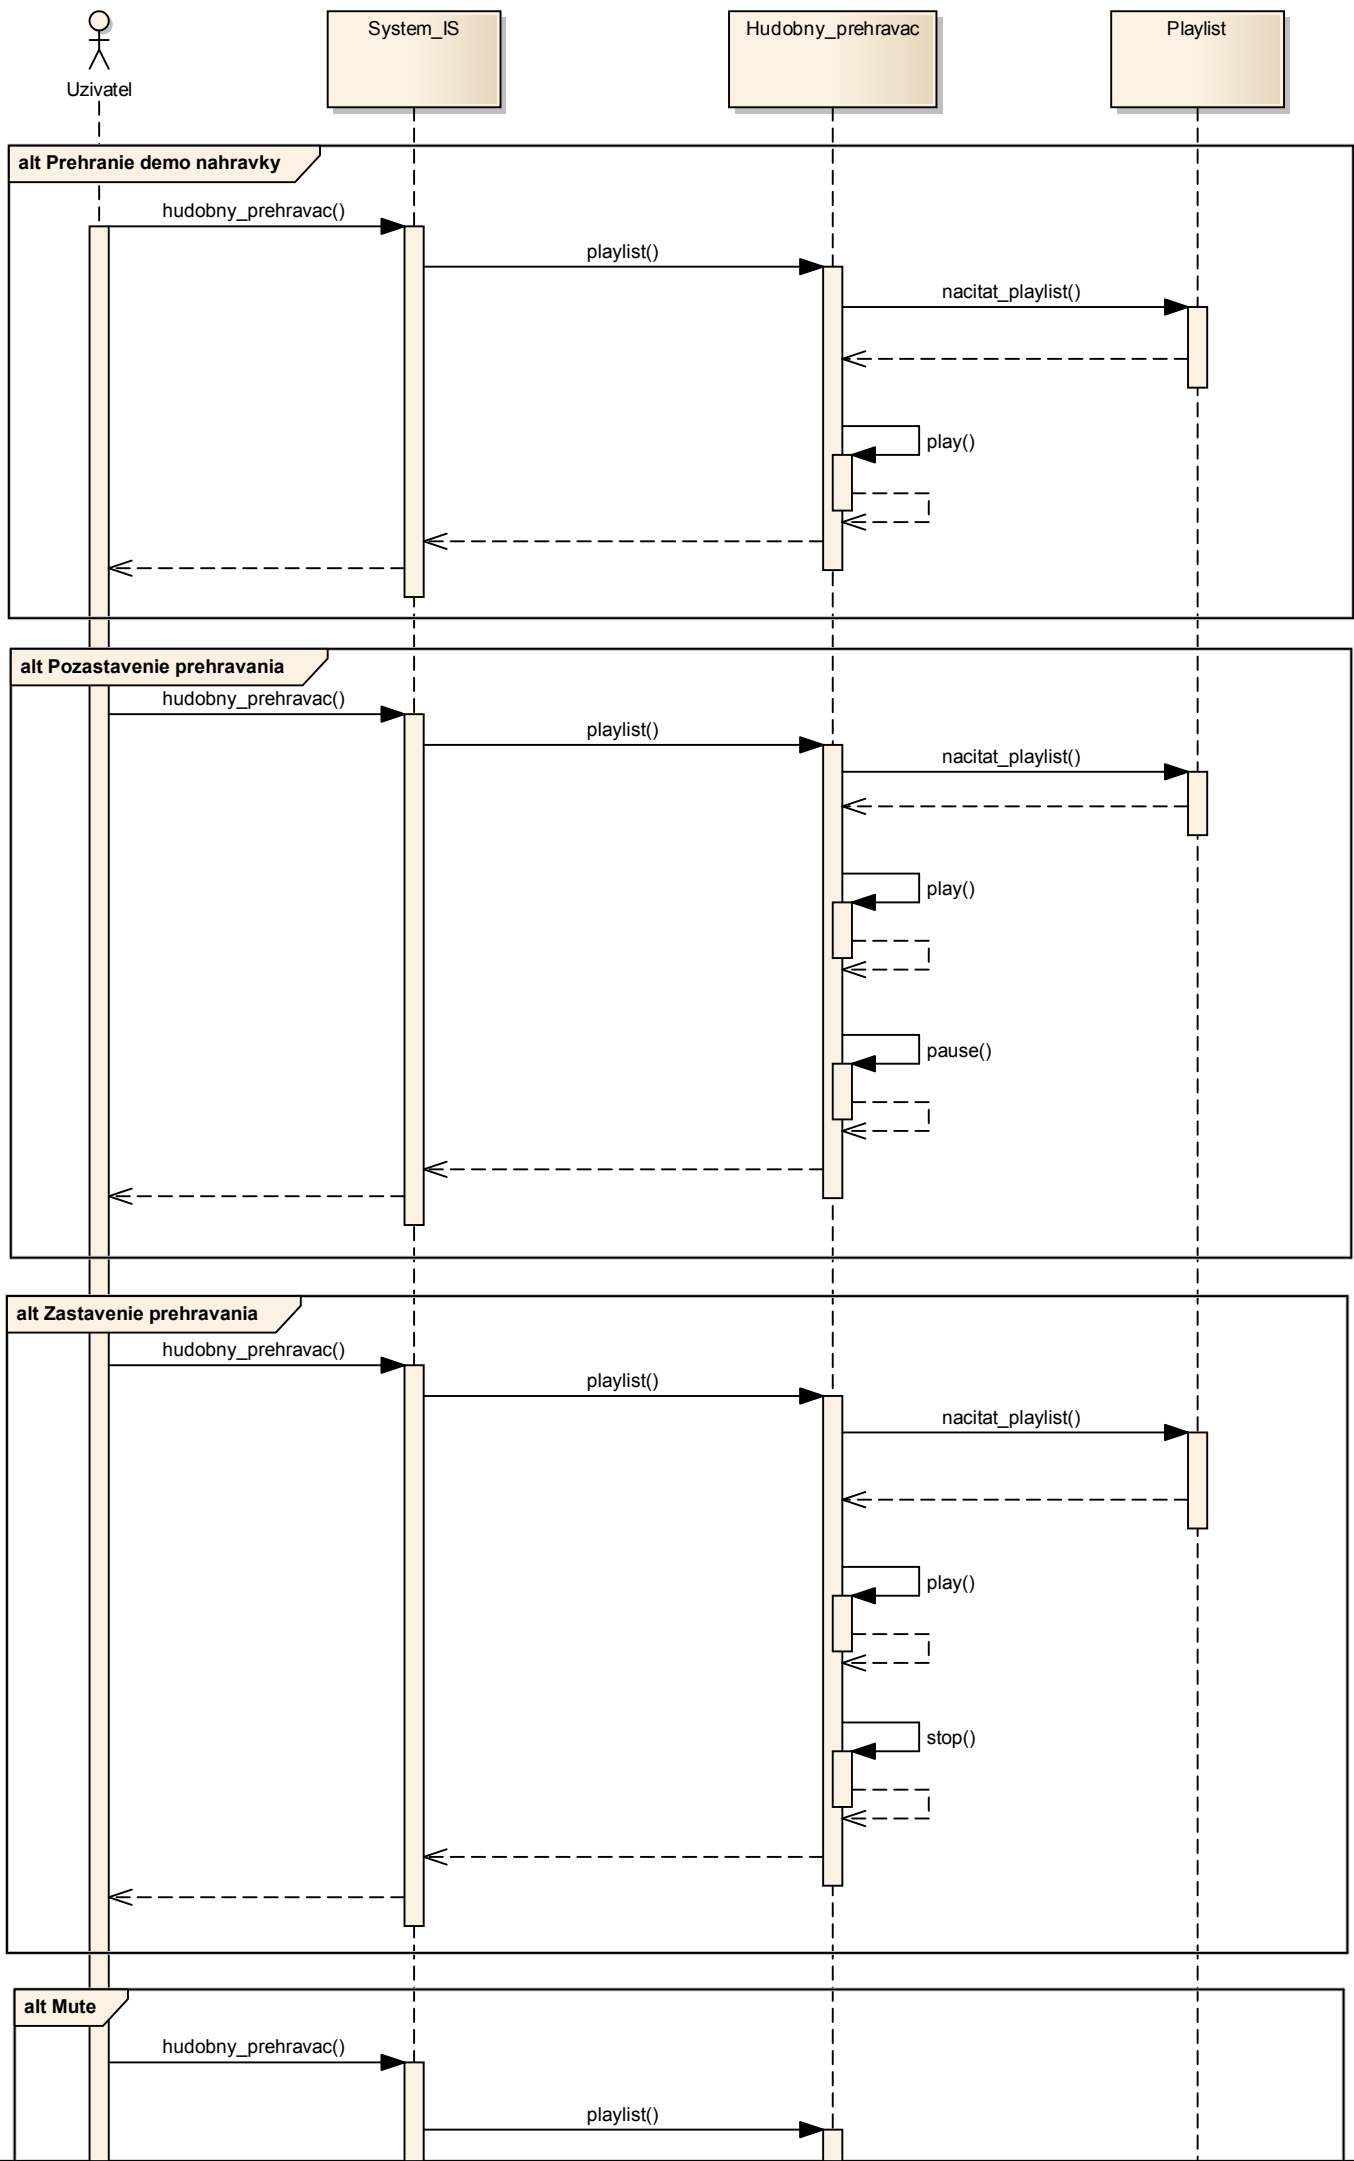 Uzivatel
System_IS
Hudobny_prehravac
Playlist
alt Prehranie demo nahravky
hudobny_prehravac()
playlist()
nacitat_playlist()
play()
alt Pozastavenie prehravania
hudobny_prehravac()
playlist()
nacitat_playlist()
play()
pause()
alt Zastavenie prehravania
hudobny_prehravac()
playlist()
nacitat_playlist()
play()
stop()
alt Mute
hudobny_prehravac()
playlist()